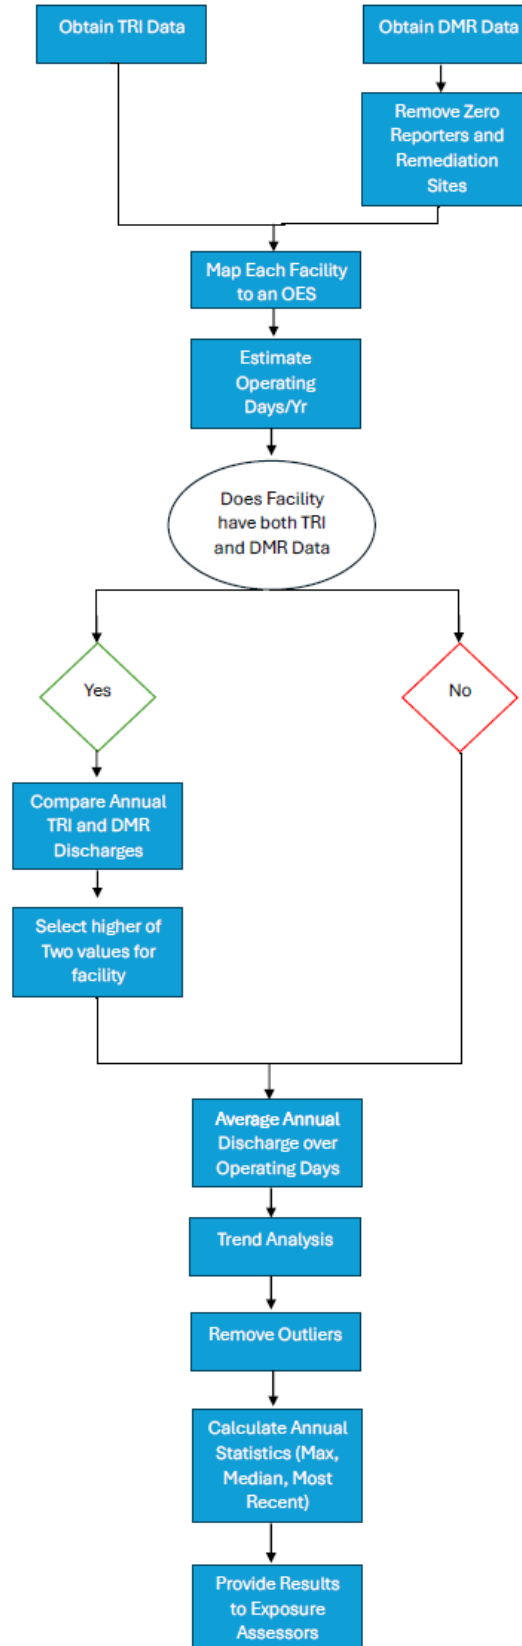 Obtain TRI Data
Obtain DMR Data
Remove Zero
Reporters and
Remediation
Sites
Map Each Facility
to an OES
Estimate
Operating
Days/Yr
Does Facility
have both TRI
and DMR Data
Yes
No
Compare Annual
TRI and DMR
Discharges
Select higher of
Two values for
facility
Average Annual
Discharge over
Operating Days
Trend Analysis
Remove Outliers
Calculate Annual
Statistics (Max,
Median, Most
Recent)
Provide Results
to Exposure
Assessors